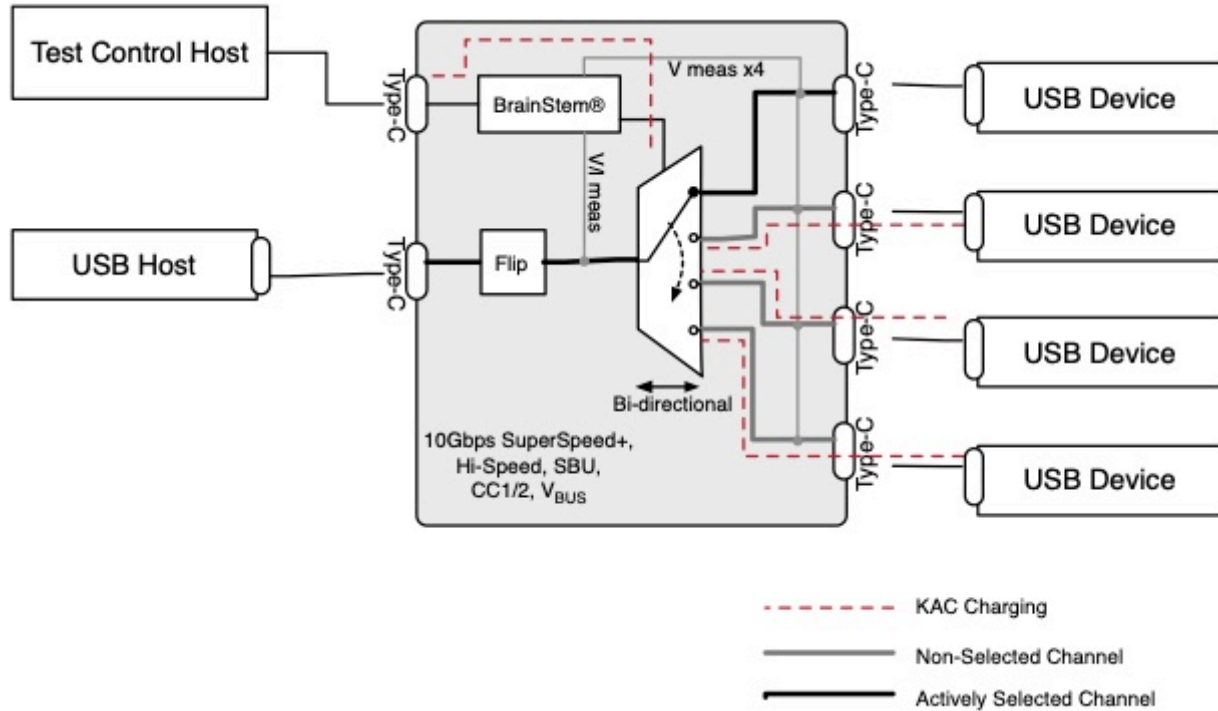 Test Control Host
Type-C
BrainStem®
V meas x4
Type-C
USB Device
V/I meas
Type-C
USB Device
USB Host
Type-C
Flip
Type-C
USB Device
Bi-directional
10Gbps SuperSpeed+,
Hi-Speed, SBU,
CC1/2, VBUS
Type-C
USB Device
KAC Charging
Non-Selected Channel
Actively Selected Channel